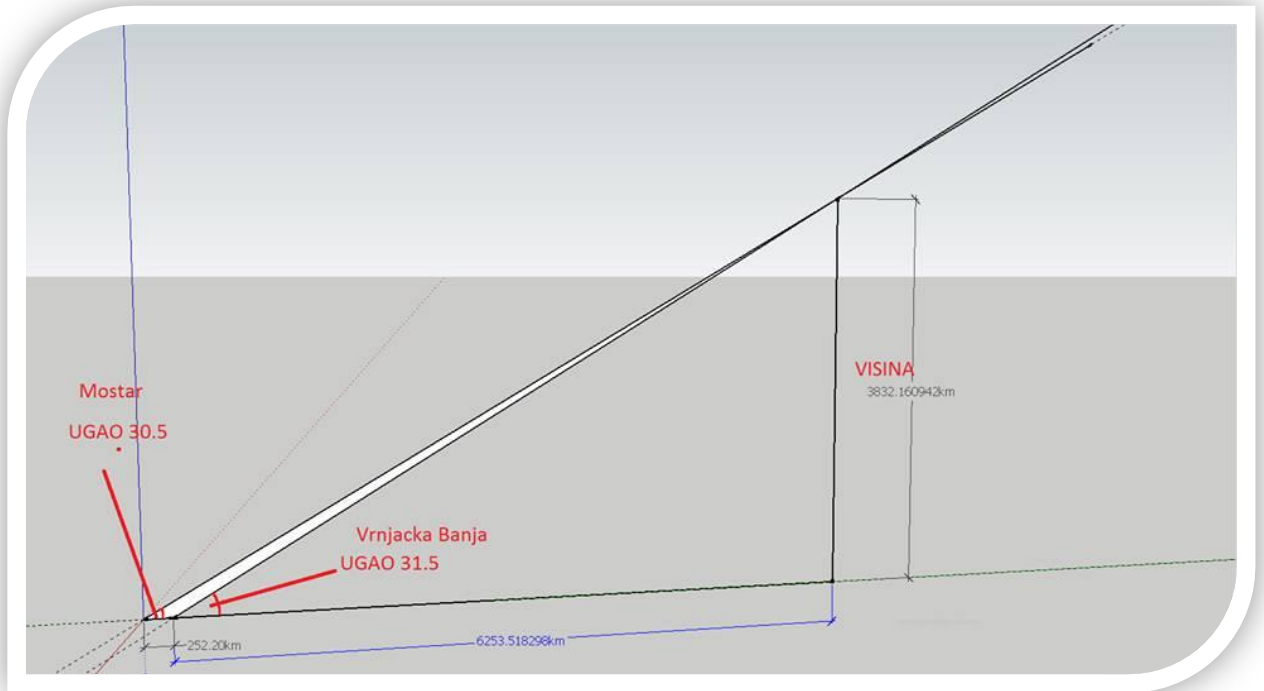 Mostar
UGAO 30.5
VISINA
3832.160942km
Vrnjacka Banja
UGAO 31.5
252.20km
6253.518298km